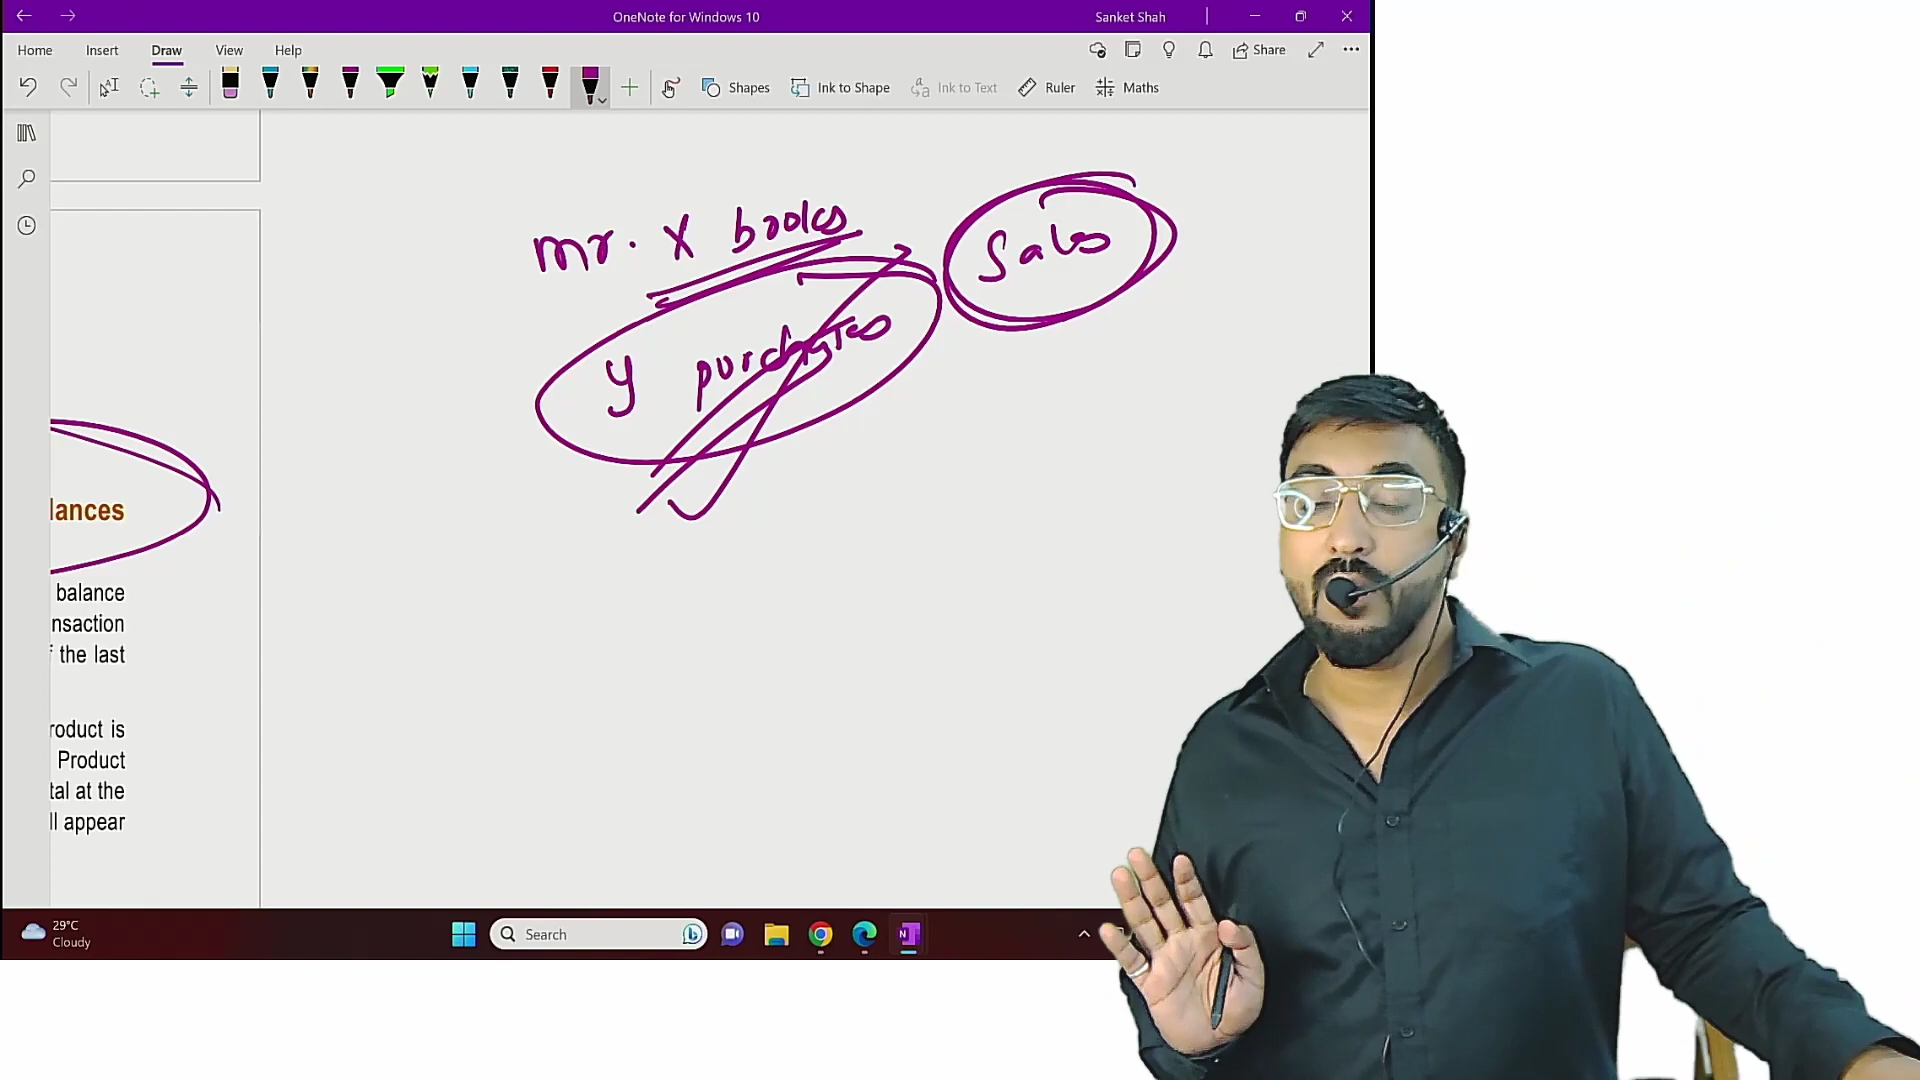 OneNote for Windows 10
Sanket Shah
Home Insert Draw View Help
Share
Shapes Ink to Shape Ink to Text Ruler Maths
mr. X books
Sales
y purchases
lances
balance
nsaction
f the last
roduct is
Product
tal at the
ll appear
29°C
Cloudy
Search